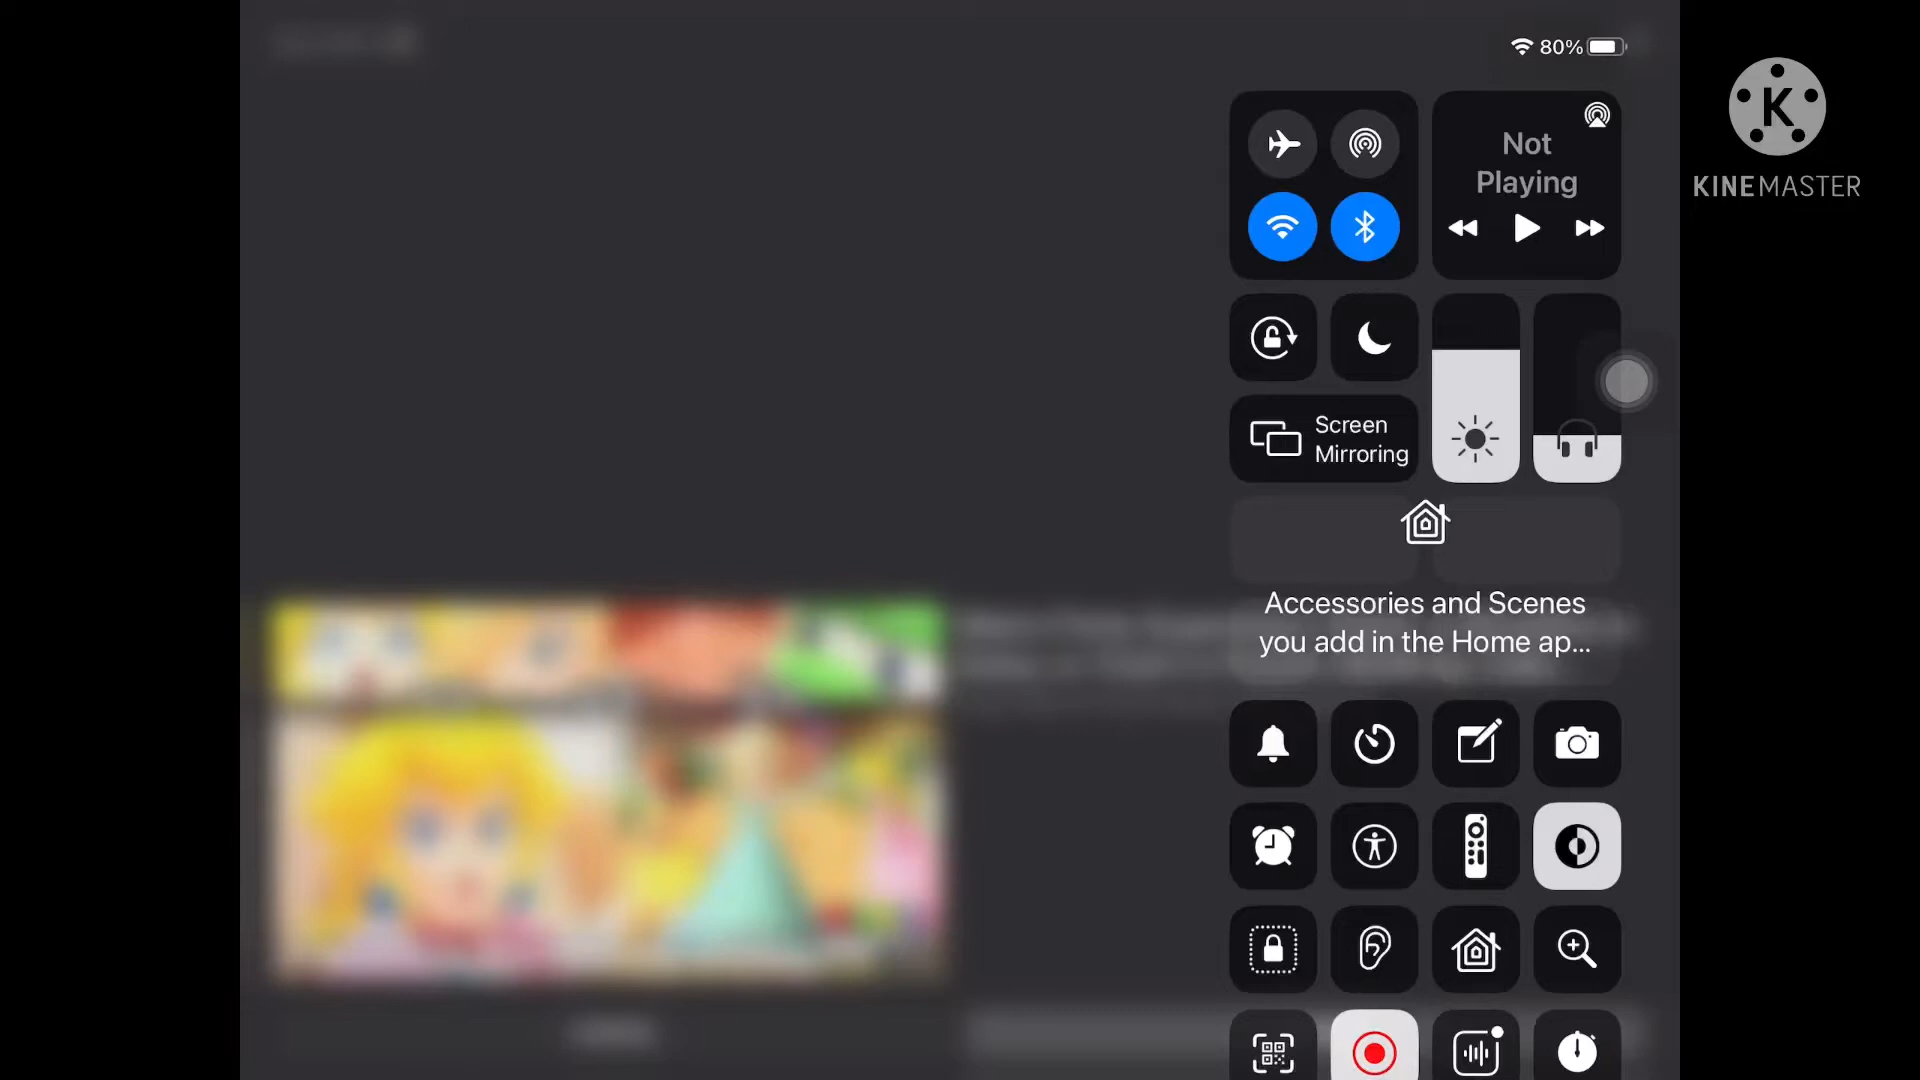 80%
Not
Playing
KINEMASTER
Screen
Mirroring
Accessories and Scenes
you add in the Home ap...